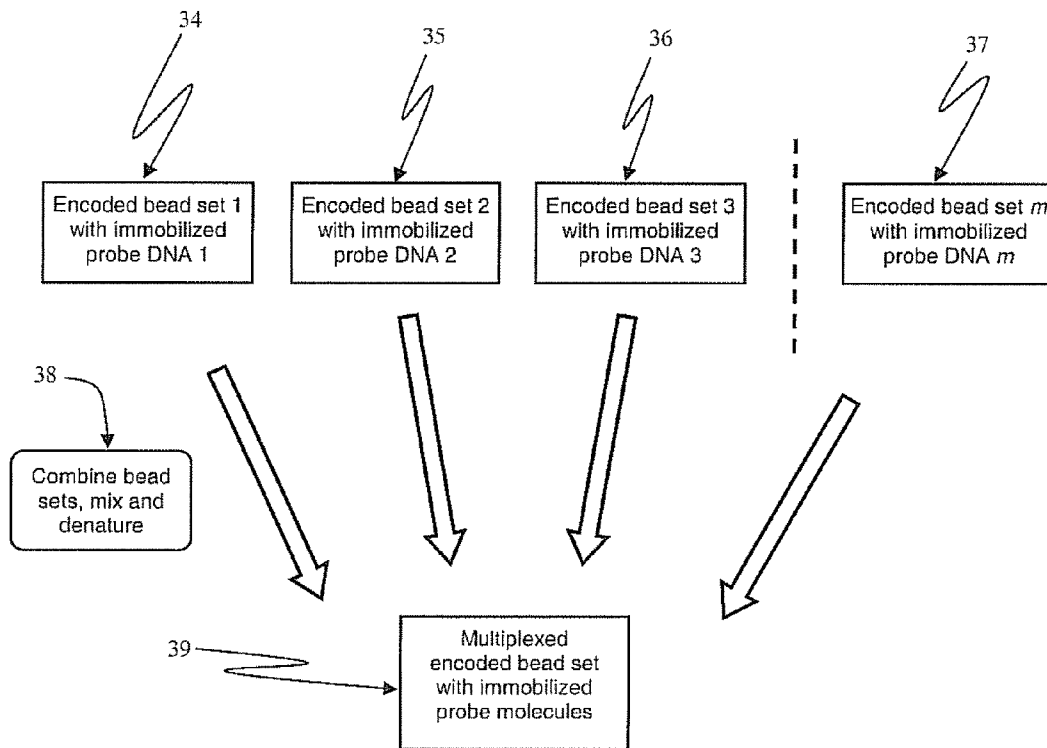 34
35
36
37
Encoded bead set 1
with immobilized
probe DNA 1
Encoded bead set 2
with immobilized
probe DNA 2
Encoded bead set 3
with immobilized
probe DNA 3
Encoded bead set m
with immobilized
probe DNA m
38
Combine bead
sets, mix and
denature
39
Multiplexed
encoded bead set
with immobilized
probe molecules